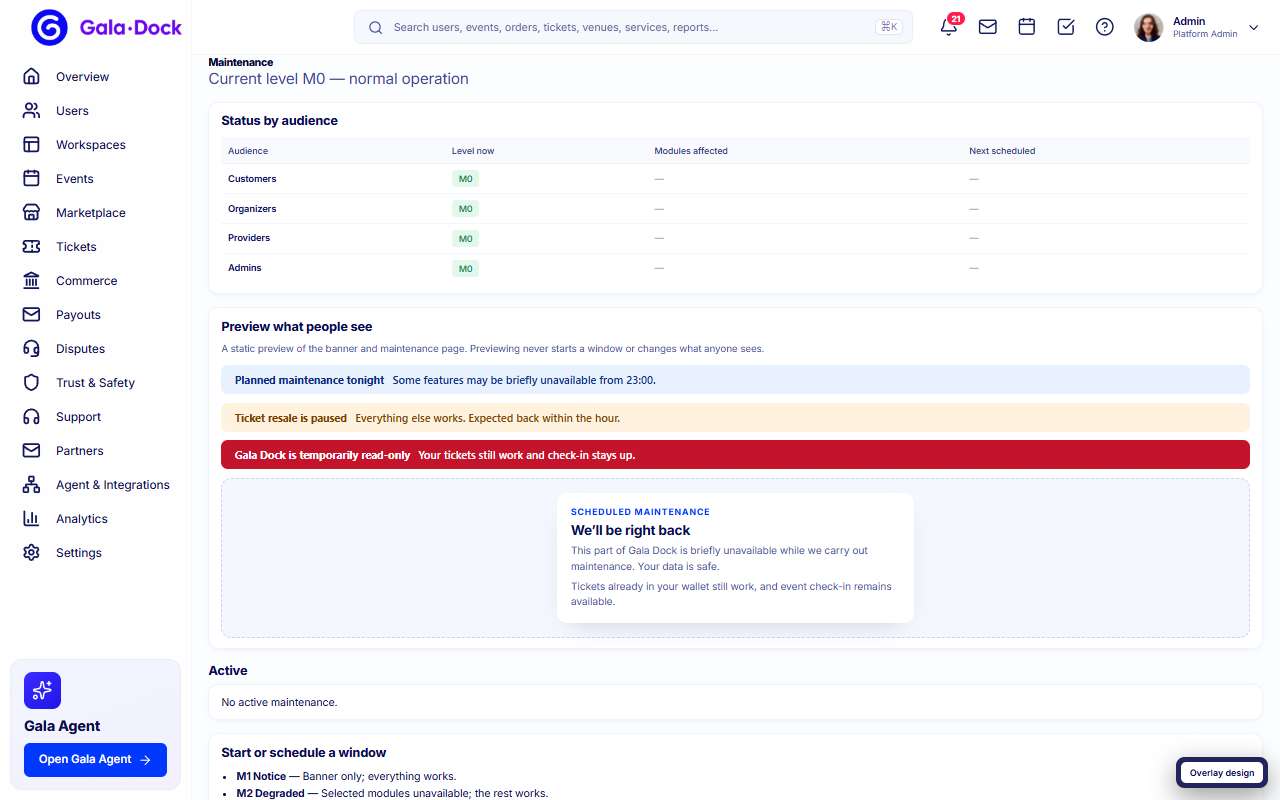 Gala·Dock
Search users, events, orders, tickets, venues, services, reports...
⌘K
21
Admin
Platform Admin
Overview
Users
Workspaces
Events
Marketplace
Tickets
Commerce
Payouts
Disputes
Trust & Safety
Support
Partners
Agent & Integrations
Analytics
Settings
Gala Agent
Open Gala Agent →
Maintenance
Current level M0 — normal operation
Status by audience
Audience Level now Modules affected Next scheduled
Customers M0 — —
Organizers M0 — —
Providers M0 — —
Admins M0 — —
Preview what people see
A static preview of the banner and maintenance page. Previewing never starts a window or changes what anyone sees.
Planned maintenance tonight Some features may be briefly unavailable from 23:00.
Ticket resale is paused Everything else works. Expected back within the hour.
Gala Dock is temporarily read-only Your tickets still work and check-in stays up.
SCHEDULED MAINTENANCE
We’ll be right back
This part of Gala Dock is briefly unavailable while we carry out
maintenance. Your data is safe.
Tickets already in your wallet still work, and event check-in remains
available.
Active
No active maintenance.
Start or schedule a window
• M1 Notice — Banner only; everything works.
• M2 Degraded — Selected modules unavailable; the rest works.
Overlay design